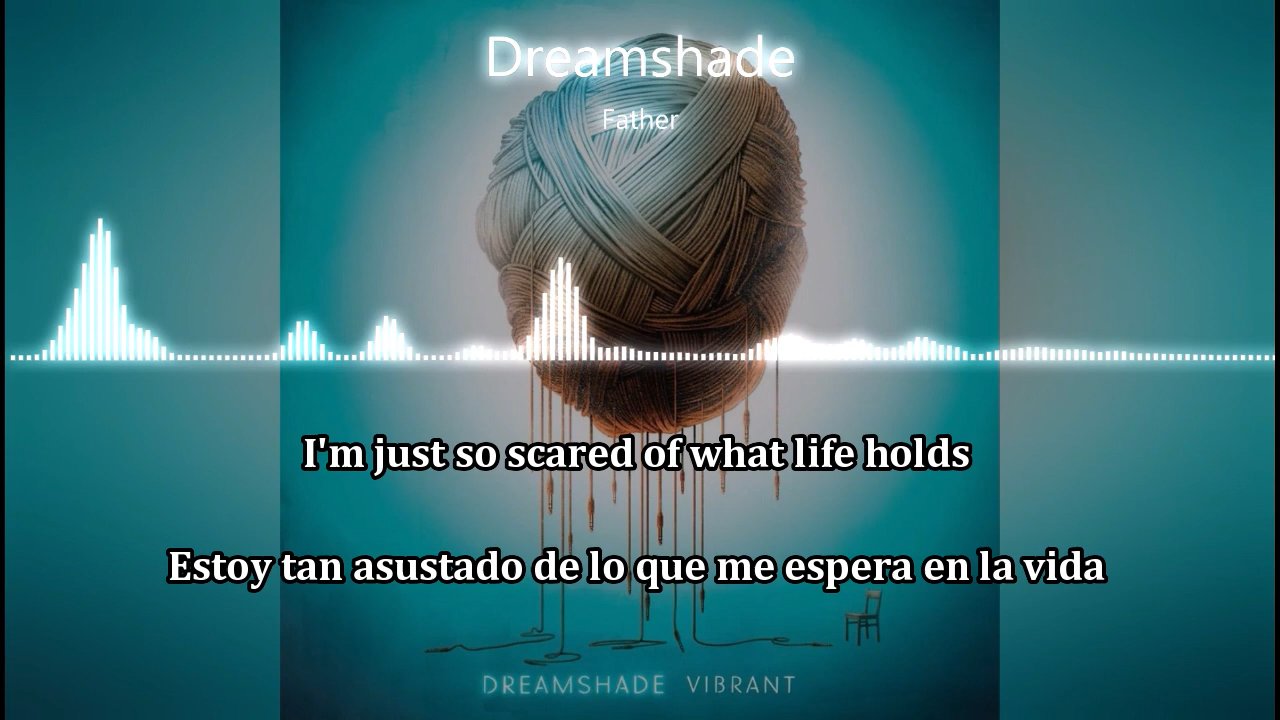 Dreamshade
Father
I'm just so scared of what life holds
Estoy tan asustado de lo que me espera en la vida
DREAMSHADE VIBRANT